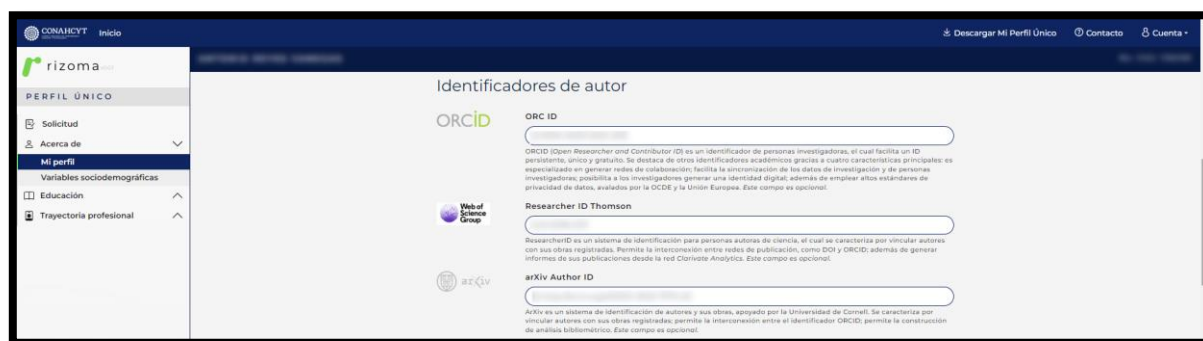 CONAHCYT Inicio Descargar Mi Perfil Único Contacto Cuenta
rizoma
PERFIL ÚNICO
Solicitud
Acerca de
Mi perfil
Variables sociodemográficas
Educación
Trayectoria profesional
Identificadores de autor
ORCID
ORC ID
ORCID (Open Researcher and Contributor ID) es un identificador de personas investigadoras, el cual facilita un ID
persistente, único y gratuito. Se destaca de otros identificadores académicos gracias a cuatro características principales: es
especializado en generar redes de colaboración; facilita la sincronización de los datos de investigación y de personas
investigadoras; posibilita a los investigadores generar una identidad digital; además de emplear altos estándares de
privacidad de datos, avalados por la OCDE y la Unión Europea. Este campo es opcional.
Web of
Science
Group
Researcher ID Thomson
ResearcherID es un sistema de identificación para personas autoras de ciencia, el cual se caracteriza por vincular autores
con sus obras registradas. Permite la interconexión entre redes de publicación, como DOI y ORCID; además de generar
informes de sus publicaciones desde la red Clarivate Analytics. Este campo es opcional.
arXiv
arXiv Author ID
ArXiv es un sistema de identificación de autores y sus obras, apoyado por la Universidad de Cornell. Se caracteriza por
vincular autores con sus obras registradas; permite la interconexión entre el identificador ORCID; permite la construcción
de análisis bibliométrico. Este campo es opcional.